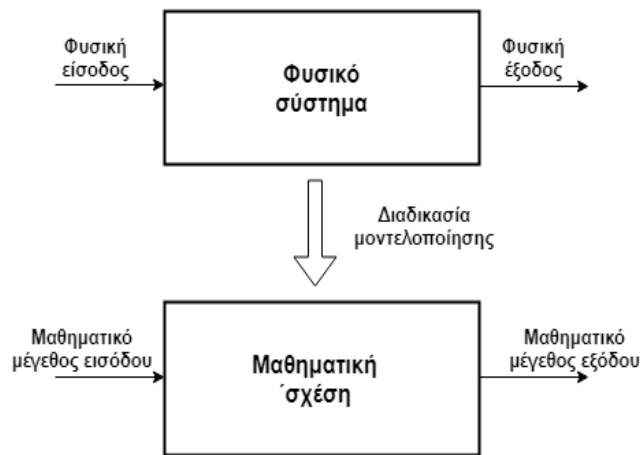 Φυσική
είσοδος
Φυσικό
σύστημα
Φυσική
έξοδος
Διαδικασία
μοντελοποίησης
Μαθηματικό
μέγεθος εισόδου
Μαθηματική
΄σχέση
Μαθηματικό
μέγεθος εξόδου